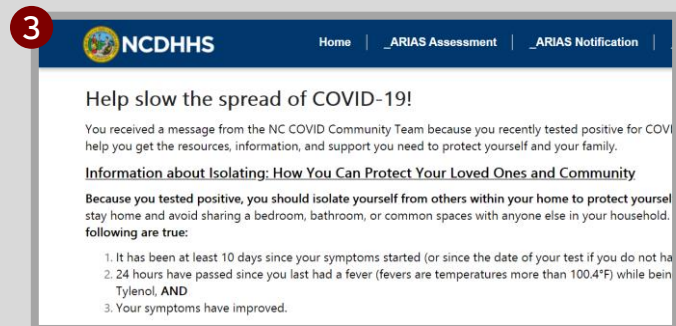 3
NCDHHS Home | _ARIAS Assessment | _ARIAS Notification |
Help slow the spread of COVID-19!
You received a message from the NC COVID Community Team because you recently tested positive for COVI
help you get the resources, information, and support you need to protect yourself and your family.
Information about Isolating: How You Can Protect Your Loved Ones and Community
Because you tested positive, you should isolate yourself from others within your home to protect yoursel
stay home and avoid sharing a bedroom, bathroom, or common spaces with anyone else in your household.
following are true:
1. It has been at least 10 days since your symptoms started (or since the date of your test if you do not ha
2. 24 hours have passed since you last had a fever (fevers are temperatures more than 100.4°F) while bein
Tylenol, AND
3. Your symptoms have improved.